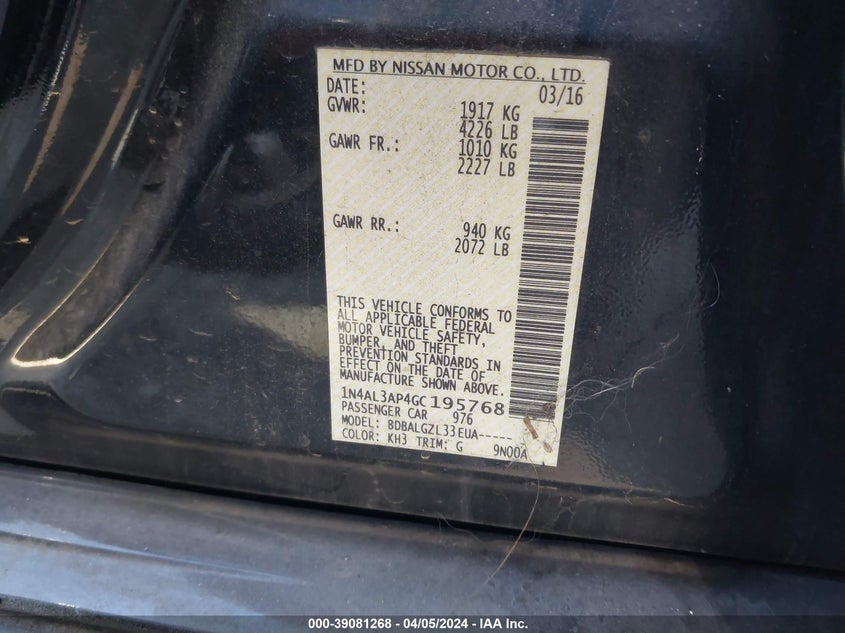 MFD BY NISSAN MOTOR CO., LTD.
DATE: 03/16
GVWR: 1917 KG
4226 LB
GAWR FR.: 1010 KG
2227 LB
GAWR RR.: 940 KG
2072 LB
THIS VEHICLE CONFORMS TO
ALL APPLICABLE FEDERAL
MOTOR VEHICLE SAFETY,
BUMPER, AND THEFT
PREVENTION STANDARDS IN
EFFECT ON THE DATE OF
MANUFACTURE SHOWN ABOVE.
1N4AL3AP4GC195768
PASSENGER CAR 976
MODEL: BDBALGZL33EUA-----
COLOR: KH3 TRIM: G 9N00A
000-39081268 - 04/05/2024 - IAA Inc.